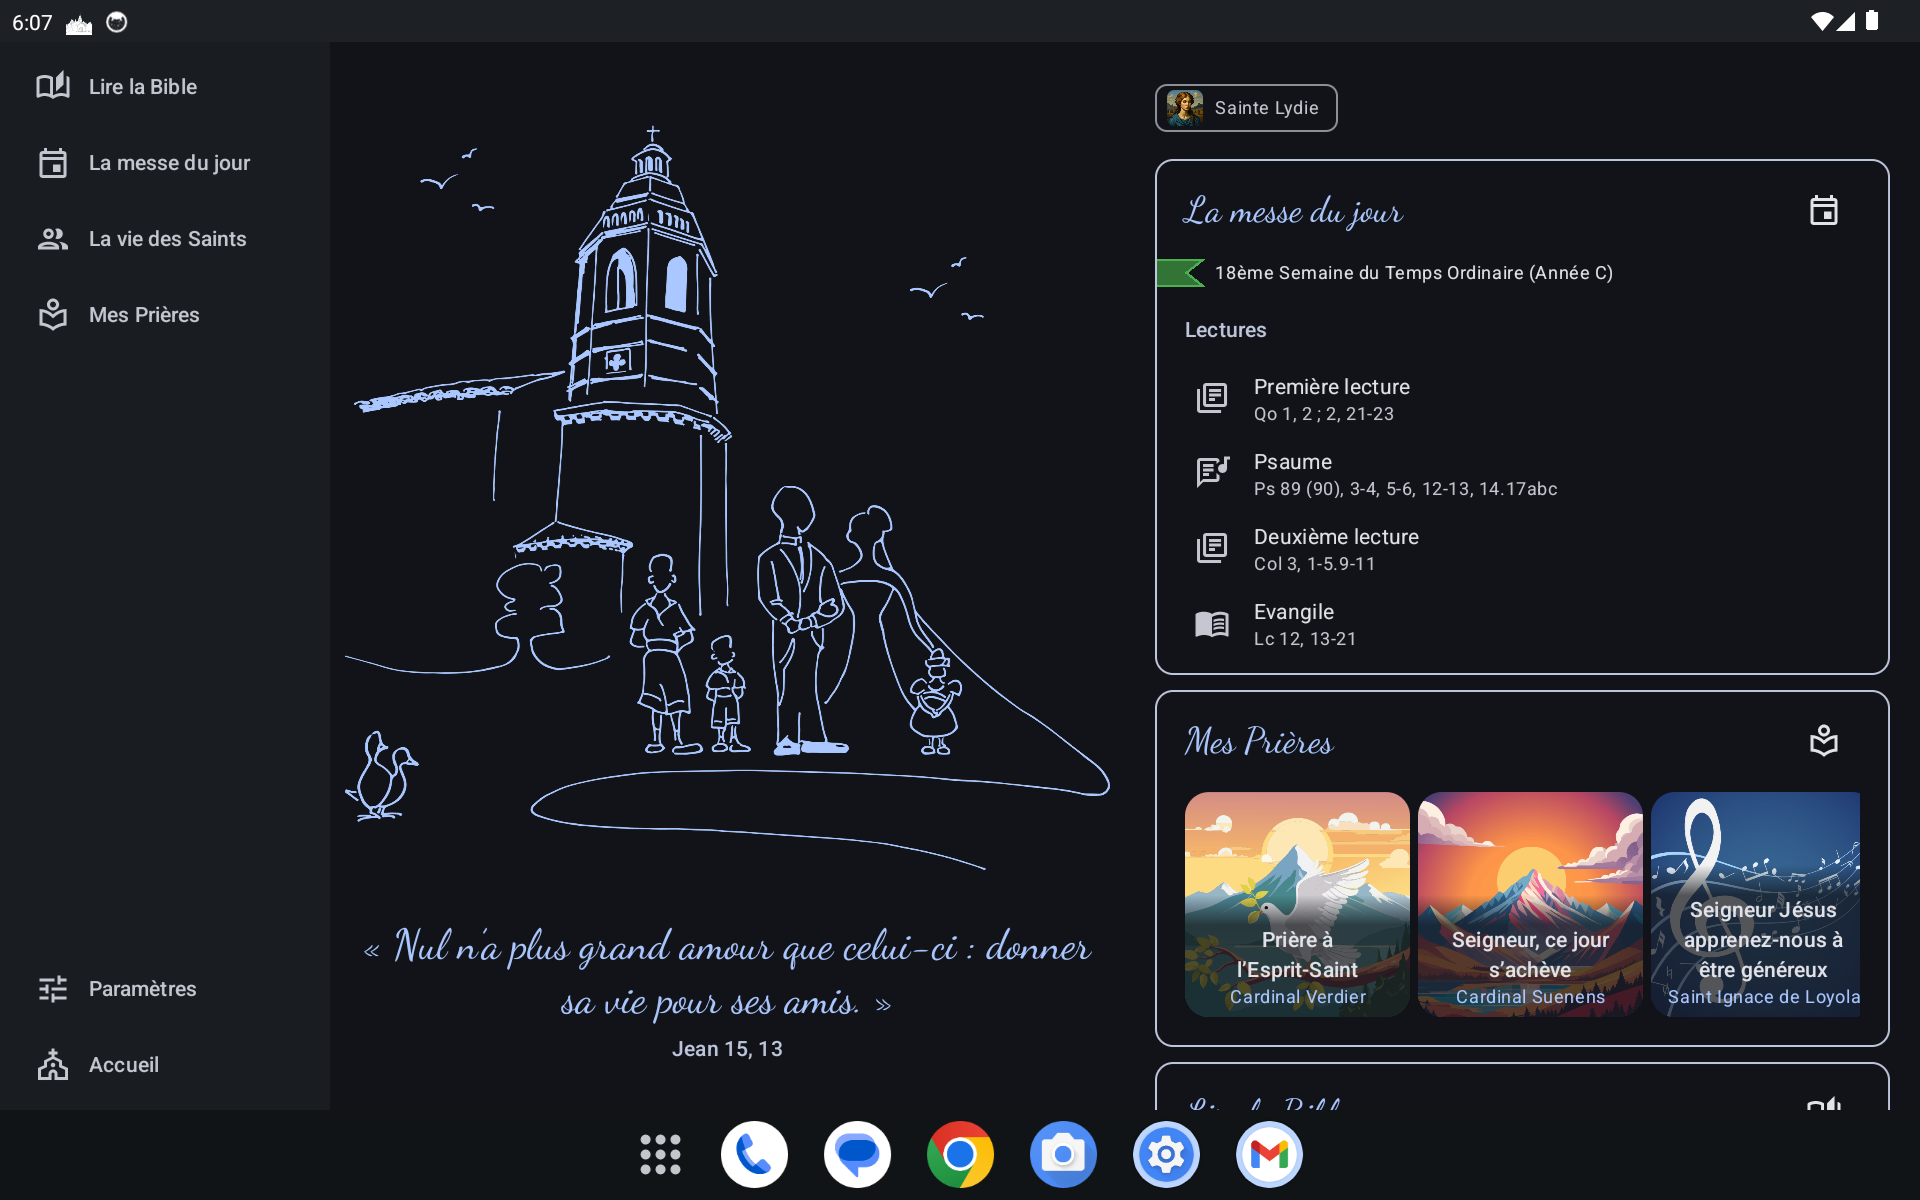 6:07
Lire la Bible
La messe du jour
La vie des Saints
Mes Prières
Paramètres
Accueil
« Nul n'a plus grand amour que celui-ci : donner
sa vie pour ses amis. »
Jean 15, 13
Sainte Lydie
La messe du jour
18ème Semaine du Temps Ordinaire (Année C)
Lectures
Première lecture
Qo 1, 2 ; 2, 21-23
Psaume
Ps 89 (90), 3-4, 5-6, 12-13, 14.17abc
Deuxième lecture
Col 3, 1-5.9-11
Evangile
Lc 12, 13-21
Mes Prières
Prière à
l’Esprit-Saint
Cardinal Verdier
Seigneur, ce jour
s’achève
Cardinal Suenens
Seigneur Jésus
apprenez-nous à
être généreux
Saint Ignace de Loyola